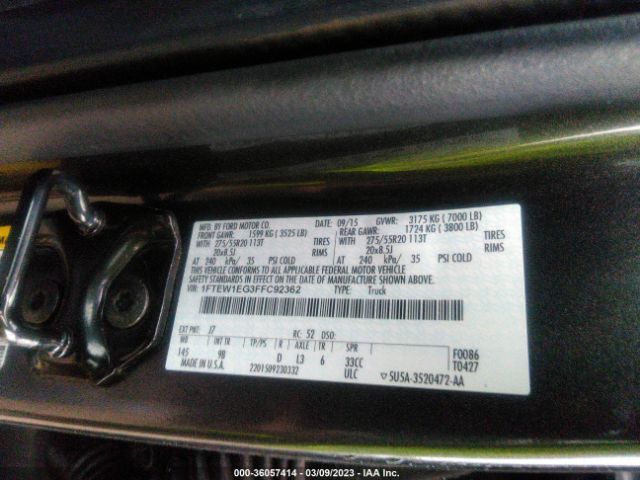 MFD. BY FORD MOTOR CO. DATE: 09/15 GVWR: 3175 KG ( 7000 LB)
FRONT GAWR: 1599 KG ( 3525 LB) REAR GAWR: 1724 KG ( 3800 LB)
WITH 275/55R20 113T TIRES WITH 275/55R20 113T TIRES
20x8.5J RIMS 20x8.5J RIMS
AT 240 kPa/ 35 PSI COLD AT 240 kPa/ 35 PSI COLD
THIS VEHICLE CONFORMS TO ALL APPLICABLE FEDERAL MOTOR VEHICLE
SAFETY STANDARDS IN EFFECT ON THE DATE OF MANUFACTURE SHOWN ABOVE.
VIN: 1FTEW1EG3FFC92362 TYPE: Truck
EXT PNT: J7 RC: 52 DSO: F0086
WB INT TR TP/PS R AXLE TR SPR T0427
145 9B D L3 6 33CC
MADE IN U.S.A. 2201509230332 ULC ▽ SU5A-3520472-AA
000-36057414 — 03/09/2023 — IAA Inc.